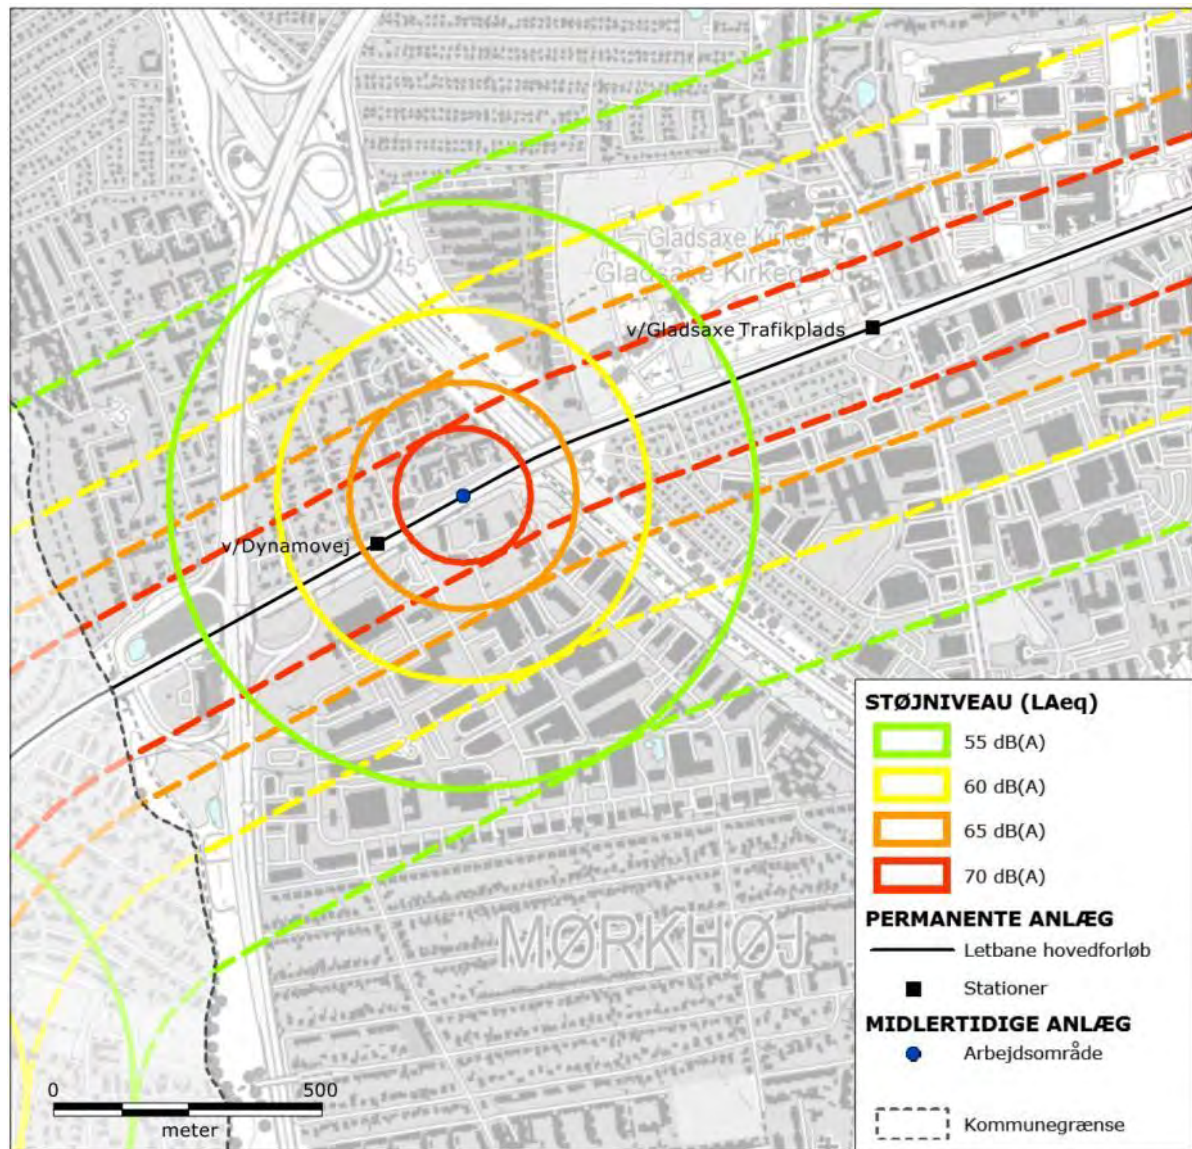 45
Gladsaxe Kirke
Gladsaxe Kirkegå
v/Gladsaxe Trafikplads
v/Dynamovej
MØRKHØJ
STØJNIVEAU (LAeq)
55 dB(A)
60 dB(A)
65 dB(A)
70 dB(A)
PERMANENTE ANLÆG
Letbane hovedforløb
Stationer
MIDLERTIDIGE ANLÆG
Arbejdsområde
Kommunegrænse
0 500
meter